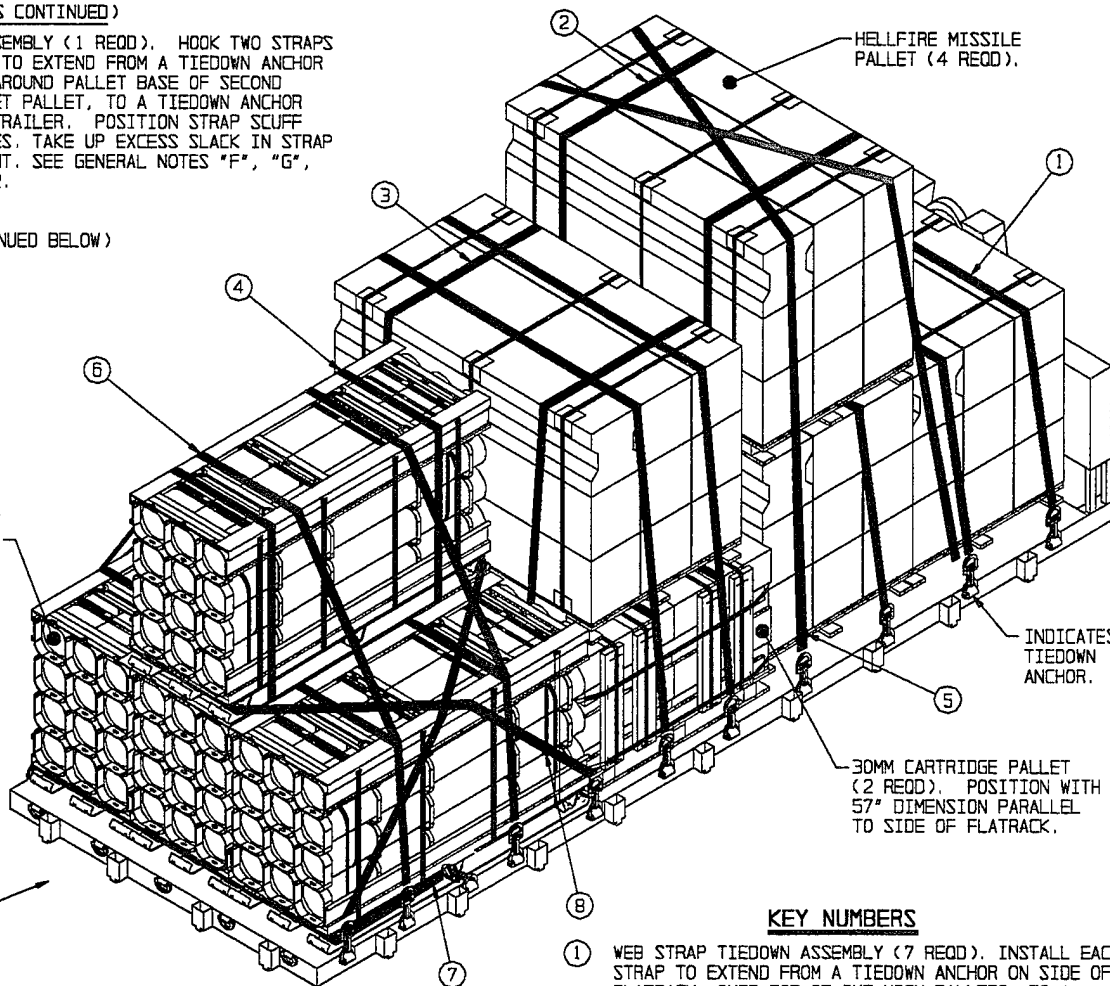 S CONTINUED)
EMBLY (1 REQD). HOOK TWO STRAPS
TO EXTEND FROM A TIEDOWN ANCHOR
AROUND PALLET BASE OF SECOND
ET PALLET, TO A TIEDOWN ANCHOR
TRAILER. POSITION STRAP SCUFF
ES. TAKE UP EXCESS SLACK IN STRAP
NT. SEE GENERAL NOTES "F", "G",
NUED BELOW)
2
HELLFIRE MISSILE
PALLET (4 REQD).
1
3
4
6
INDICATES
TIEDOWN
ANCHOR.
5
30MM CARTRIDGE PALLET
(2 REQD). POSITION WITH
57" DIMENSION PARALLEL
TO SIDE OF FLATRACK.
8
7
KEY NUMBERS
1 WEB STRAP TIEDOWN ASSEMBLY (7 REQD). INSTALL EAC
STRAP TO EXTEND FROM A TIEDOWN ANCHOR ON SIDE OF